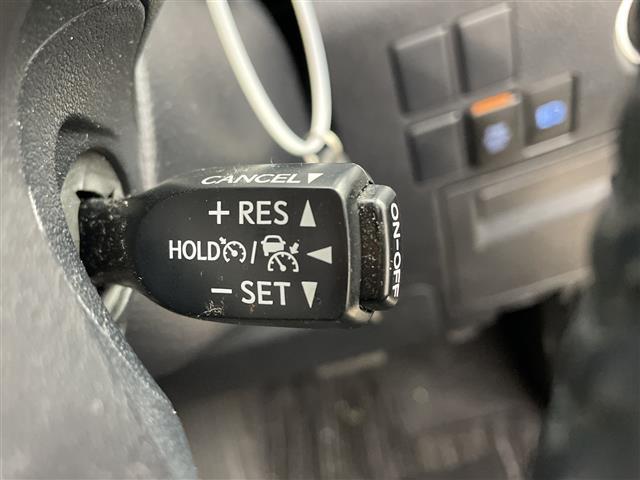 CANCEL▼
+ RES ▲
HOLD / ◀
− SET ▼
ON-OFF